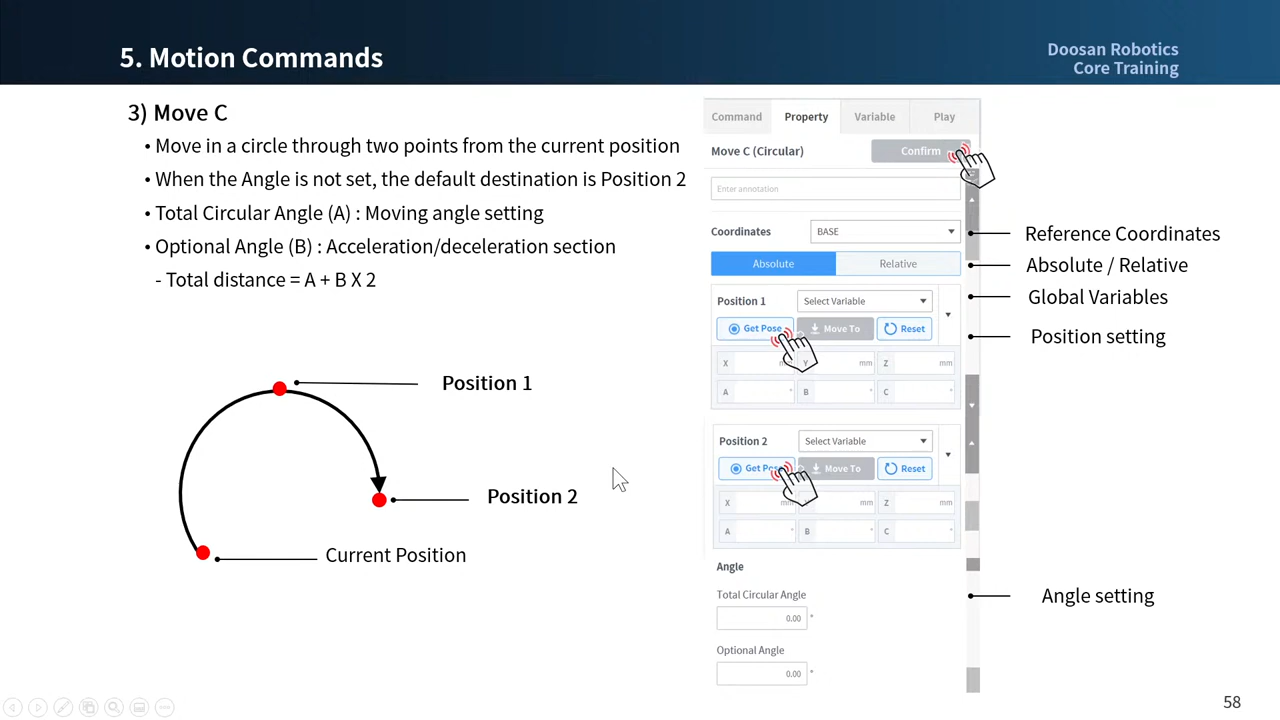 5. Motion Commands
Doosan Robotics
Core Training
3) Move C
• Move in a circle through two points from the current position
• When the Angle is not set, the default destination is Position 2
• Total Circular Angle (A) : Moving angle setting
• Optional Angle (B) : Acceleration/deceleration section
- Total distance = A + B X 2
Position 1
Position 2
Current Position
Command Property Variable Play
Move C (Circular) Confirm
Enter annotation
Coordinates BASE
Absolute Relative
Position 1 Select Variable
Get Pose Move To Reset
X mm Y mm Z mm
A ° B ° C °
Position 2 Select Variable
Get Pose Move To Reset
X mm Y mm Z mm
A ° B ° C °
Angle
Total Circular Angle
0.00 °
Optional Angle
0.00 °
Reference Coordinates
Absolute / Relative
Global Variables
Position setting
Angle setting
58